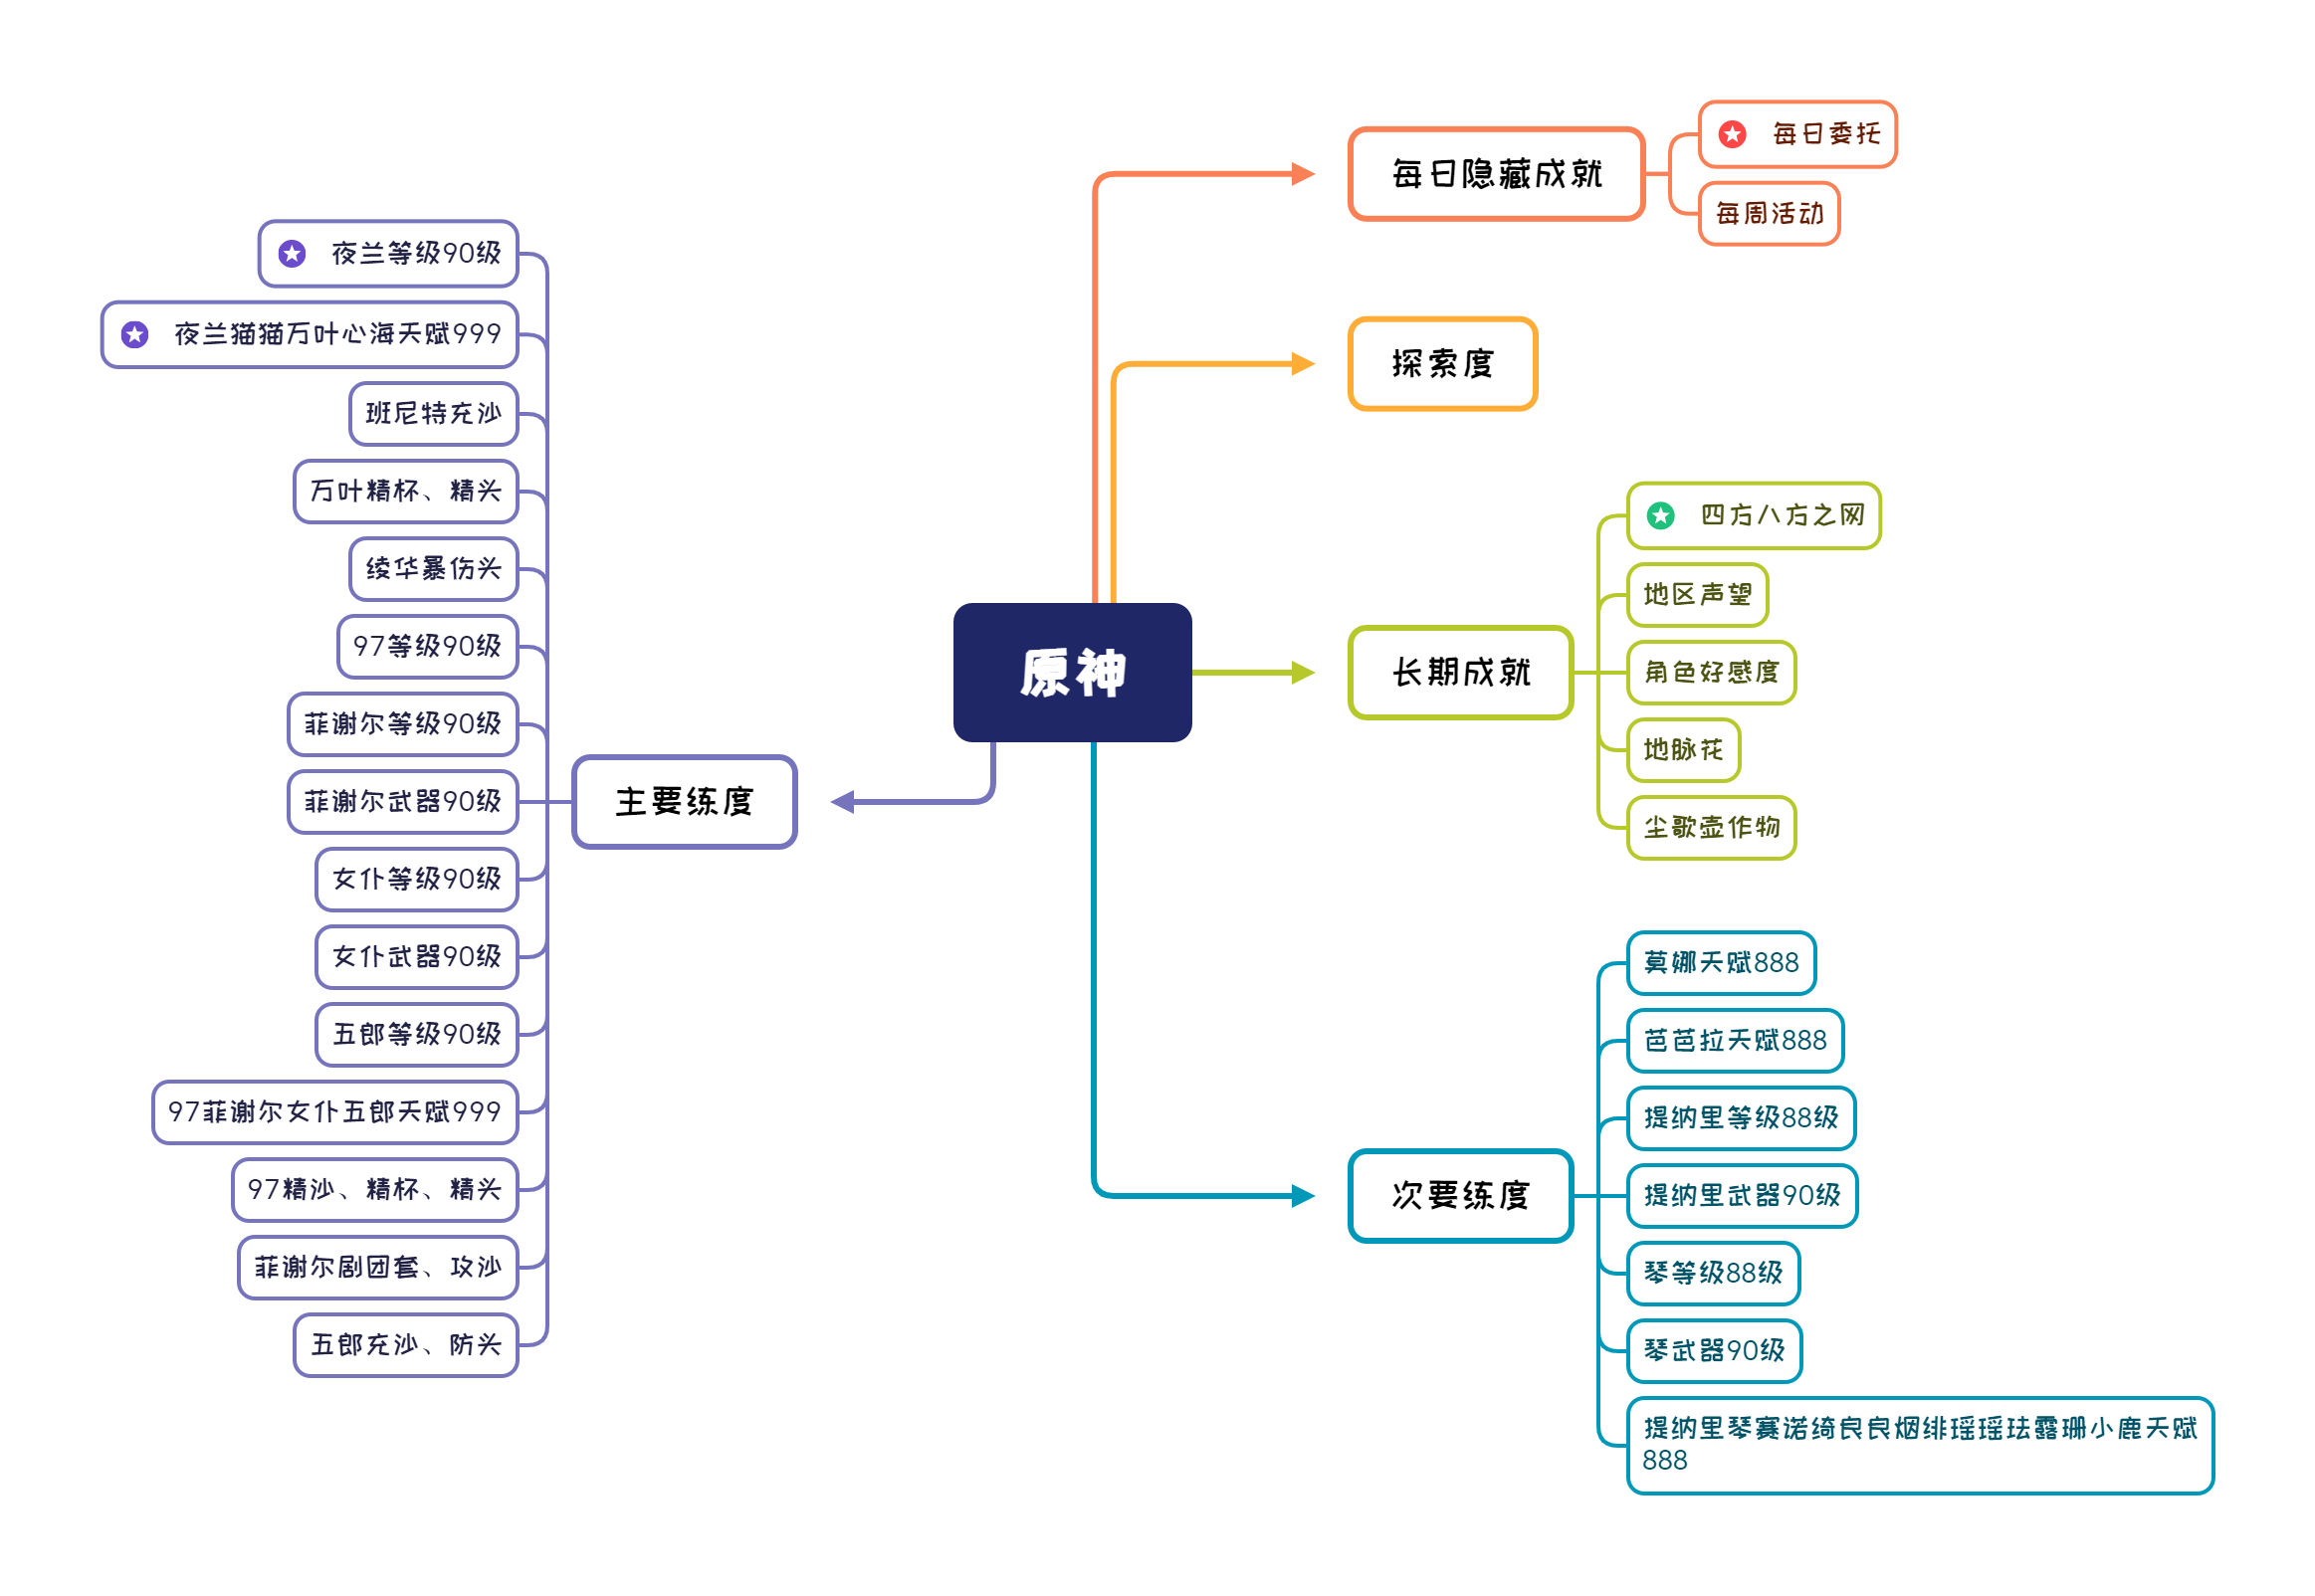 原神
每日隐藏成就
每日委托
每周活动
探索度
长期成就
四方八方之网
地区声望
角色好感度
地脉花
尘歌壶作物
次要练度
莫娜天赋888
芭芭拉天赋888
提纳里等级88级
提纳里武器90级
琴等级88级
琴武器90级
提纳里琴赛诺绮良良烟绯瑶瑶珐露珊小鹿天赋
888
主要练度
夜兰等级90级
夜兰猫猫万叶心海天赋999
班尼特充沙
万叶精杯、精头
绫华暴伤头
97等级90级
菲谢尔等级90级
菲谢尔武器90级
女仆等级90级
女仆武器90级
五郎等级90级
97菲谢尔女仆五郎天赋999
97精沙、精杯、精头
菲谢尔剧团套、攻沙
五郎充沙、防头